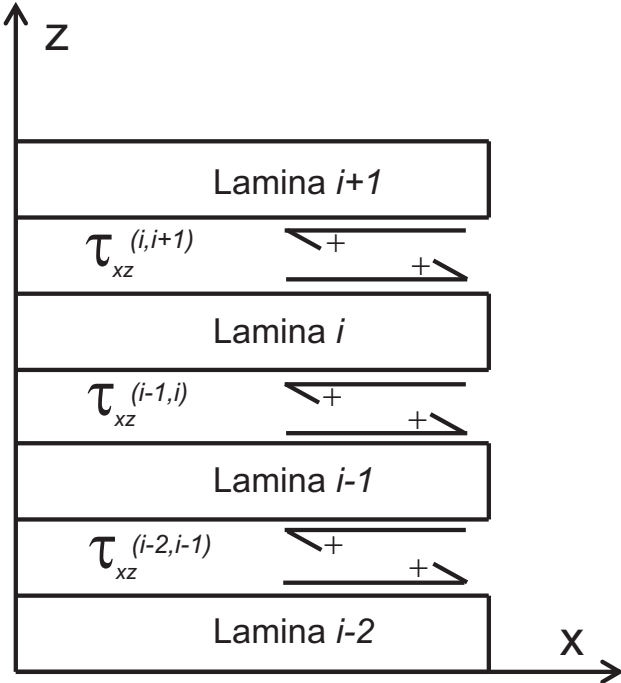 z
Lamina i+1
τxz(i,i+1)
+
+
Lamina i
τxz(i-1,i)
+
+
Lamina i-1
τxz(i-2,i-1)
+
+
Lamina i-2
x